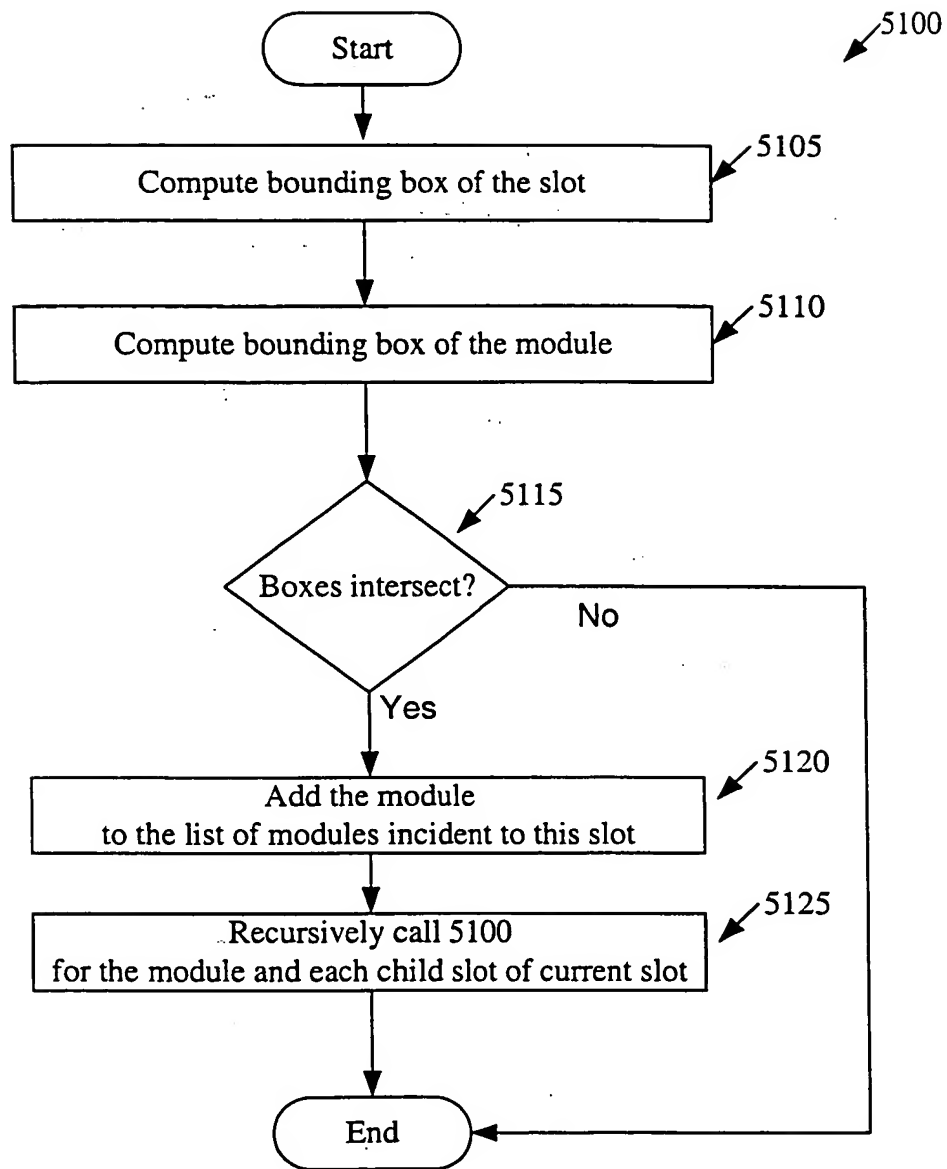 5100
Start
5105
Compute bounding box of the slot
5110
Compute bounding box of the module
5115
Boxes intersect?
No
Yes
5120
Add the module
to the list of modules incident to this slot
5125
Recursively call 5100
for the module and each child slot of current slot
End